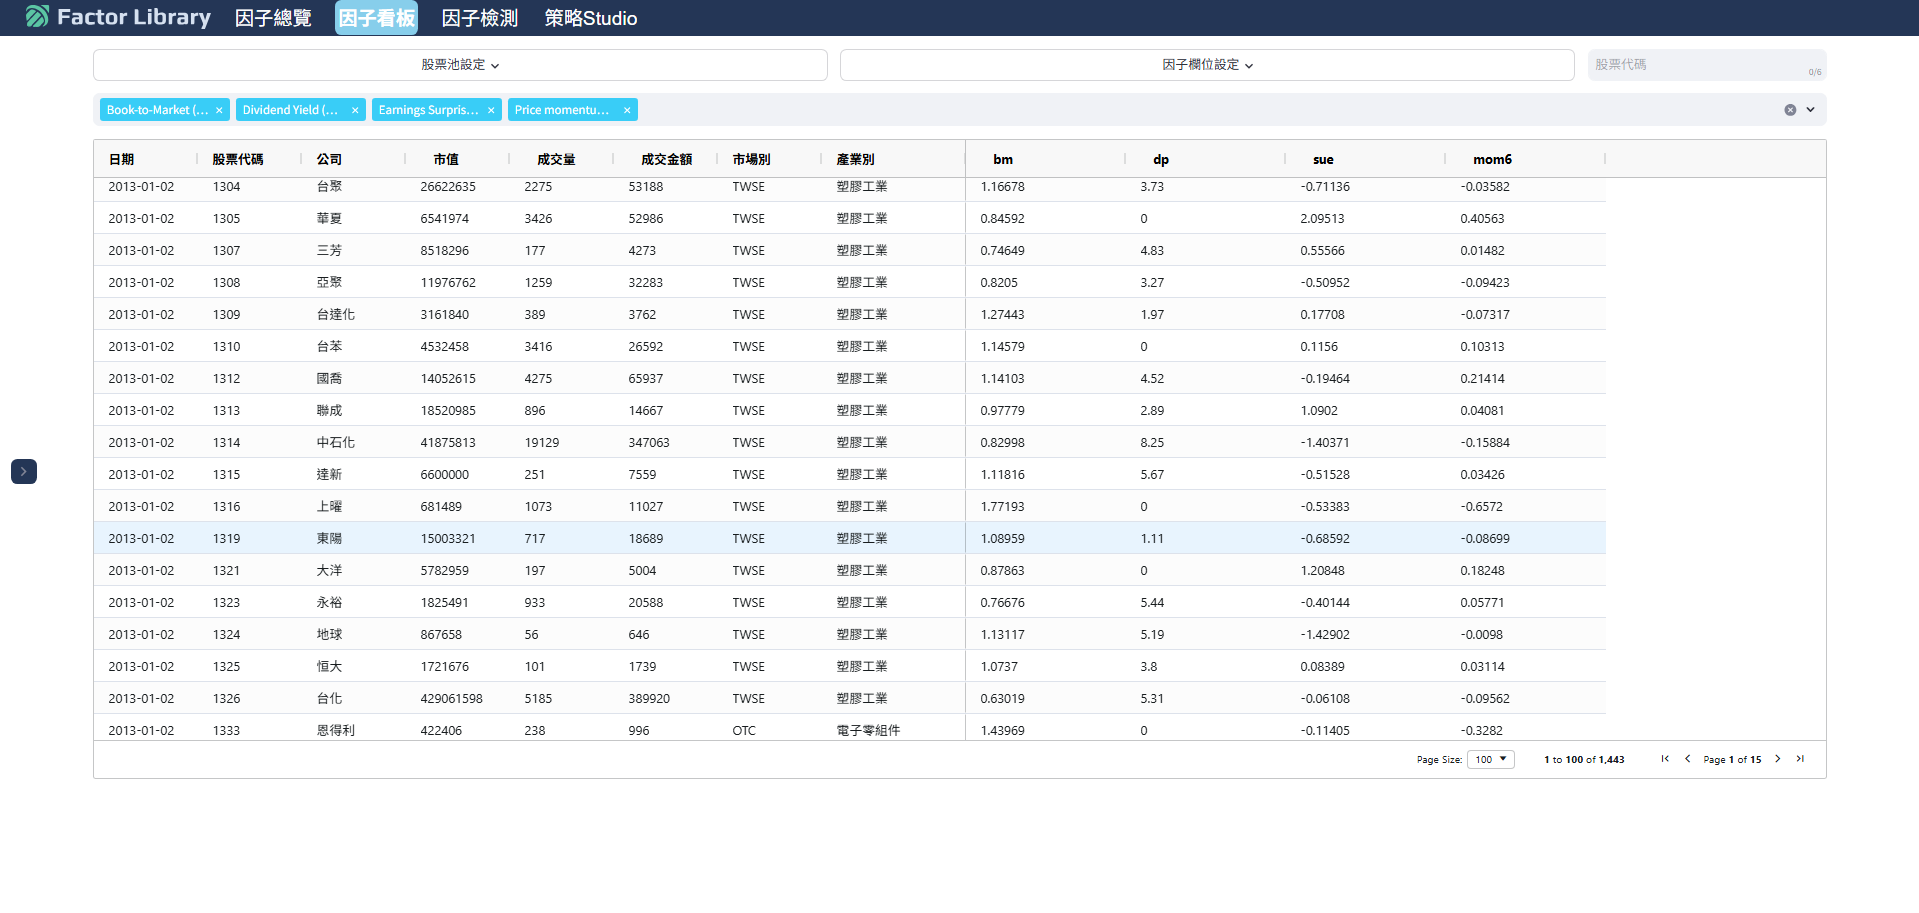 Factor Library 因子總覽 因子看板 因子檢測 策略Studio
股票池設定 因子欄位設定 股票代碼 0/6
Book-to-Market (... × Dividend Yield (... × Earnings Surpris... × Price momentu... ×
日期 股票代碼 公司 市值 成交量 成交金額 市場別 產業別 bm dp sue mom6
2013-01-02 1304 台聚 26622635 2275 53188 TWSE 塑膠工業 1.16678 3.73 -0.71136 -0.03582
2013-01-02 1305 華夏 6541974 3426 52986 TWSE 塑膠工業 0.84592 0 2.09513 0.40563
2013-01-02 1307 三芳 8518296 177 4273 TWSE 塑膠工業 0.74649 4.83 0.55566 0.01482
2013-01-02 1308 亞聚 11976762 1259 32283 TWSE 塑膠工業 0.8205 3.27 -0.50952 -0.09423
2013-01-02 1309 台達化 3161840 389 3762 TWSE 塑膠工業 1.27443 1.97 0.17708 -0.07317
2013-01-02 1310 台苯 4532458 3416 26592 TWSE 塑膠工業 1.14579 0 0.1156 0.10313
2013-01-02 1312 國喬 14052615 4275 65937 TWSE 塑膠工業 1.14103 4.52 -0.19464 0.21414
2013-01-02 1313 聯成 18520985 896 14667 TWSE 塑膠工業 0.97779 2.89 1.0902 0.04081
2013-01-02 1314 中石化 41875813 19129 347063 TWSE 塑膠工業 0.82998 8.25 -1.40371 -0.15884
2013-01-02 1315 達新 6600000 251 7559 TWSE 塑膠工業 1.11816 5.67 -0.51528 0.03426
2013-01-02 1316 上曜 681489 1073 11027 TWSE 塑膠工業 1.77193 0 -0.53383 -0.6572
2013-01-02 1319 東陽 15003321 717 18689 TWSE 塑膠工業 1.08959 1.11 -0.68592 -0.08699
2013-01-02 1321 大洋 5782959 197 5004 TWSE 塑膠工業 0.87863 0 1.20848 0.18248
2013-01-02 1323 永裕 1825491 933 20588 TWSE 塑膠工業 0.76676 5.44 -0.40144 0.05771
2013-01-02 1324 地球 867658 56 646 TWSE 塑膠工業 1.13117 5.19 -1.42902 -0.0098
2013-01-02 1325 恒大 1721676 101 1739 TWSE 塑膠工業 1.0737 3.8 0.08389 0.03114
2013-01-02 1326 台化 429061598 5185 389920 TWSE 塑膠工業 0.63019 5.31 -0.06108 -0.09562
2013-01-02 1333 恩得利 422406 238 996 OTC 電子零組件 1.43969 0 -0.11405 -0.3282
Page Size: 100 1 to 100 of 1,443 Page 1 of 15